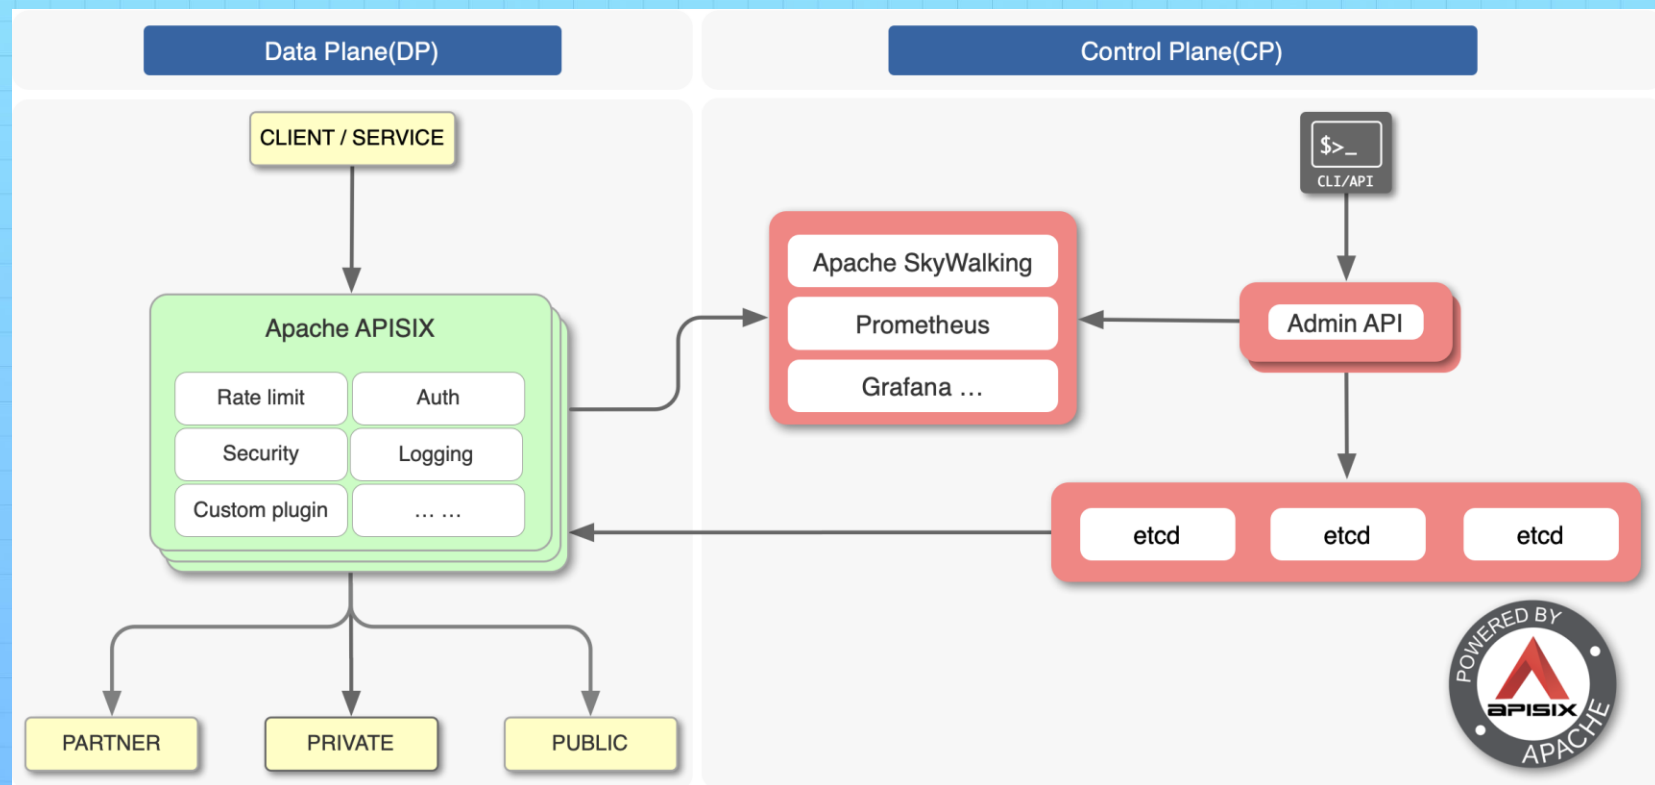 Data Plane(DP)
Control Plane(CP)
CLIENT / SERVICE
$>_
CLI/API
Apache SkyWalking
Prometheus
Grafana …
Admin API
Apache APISIX
Rate limit
Auth
Security
Logging
Custom plugin
… …
etcd
etcd
etcd
PARTNER
PRIVATE
PUBLIC
POWERED BY
APISIX
APACHE